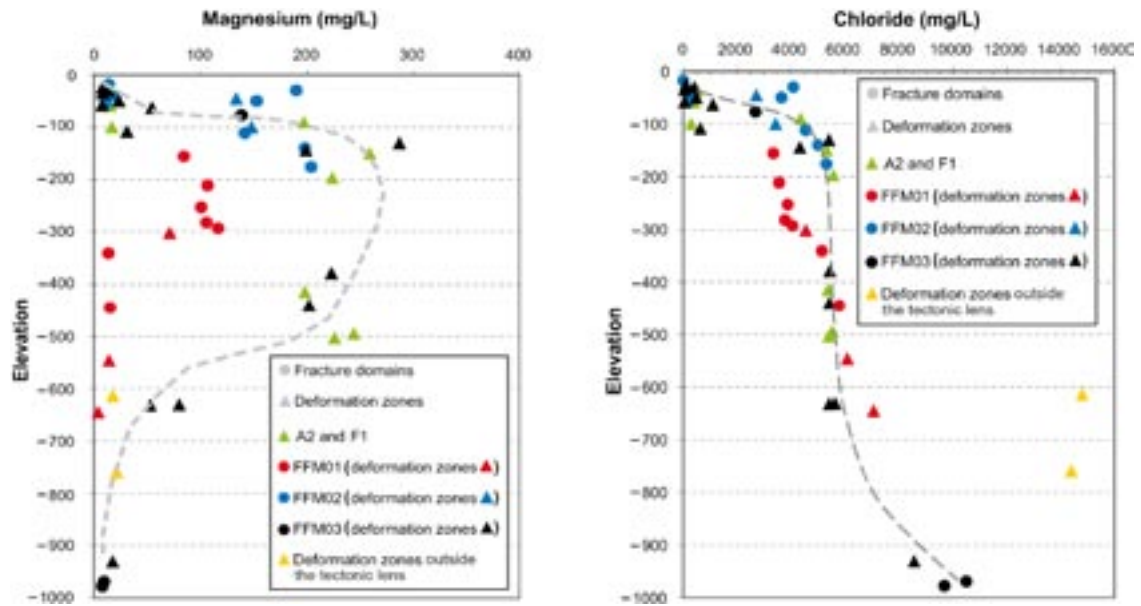 Magnesium (mg/L)
0 100 200 300 400
0
−100
−200
−300
−400
−500
−600
−700
−800
−900
−1000
Elevation
Fracture domains
Deformation zones
A2 and F1
FFM01 (deformation zones )
FFM02 (deformation zones )
FFM03 (deformation zones )
Deformation zones outside
the tectonic lens
Chloride (mg/L)
0 2000 4000 6000 8000 10000 12000 14000 1600C
0
−100
−200
−300
−400
−500
−600
−700
−800
−900
−1000
Elevation
Fracture domains
Deformation zones
A2 and F1
FFM01 (deformation zones )
FFM02 (deformation zones )
FFM03 (deformation zones )
Deformation zones outside
the tectonic lens